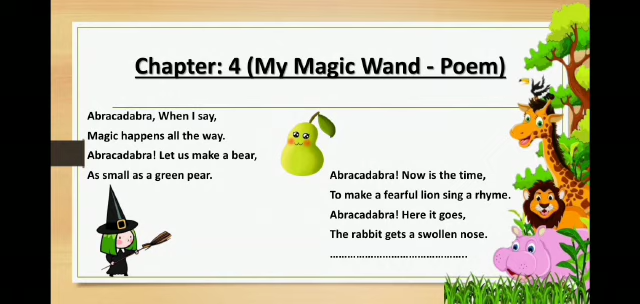 Chapter: 4 (My Magic Wand - Poem)
Abracadabra, When I say,
Magic happens all the way.
Abracadabra! Let us make a bear,
As small as a green pear.
Abracadabra! Now is the time,
To make a fearful lion sing a rhyme.
Abracadabra! Here it goes,
The rabbit gets a swollen nose.
…………………………………………..